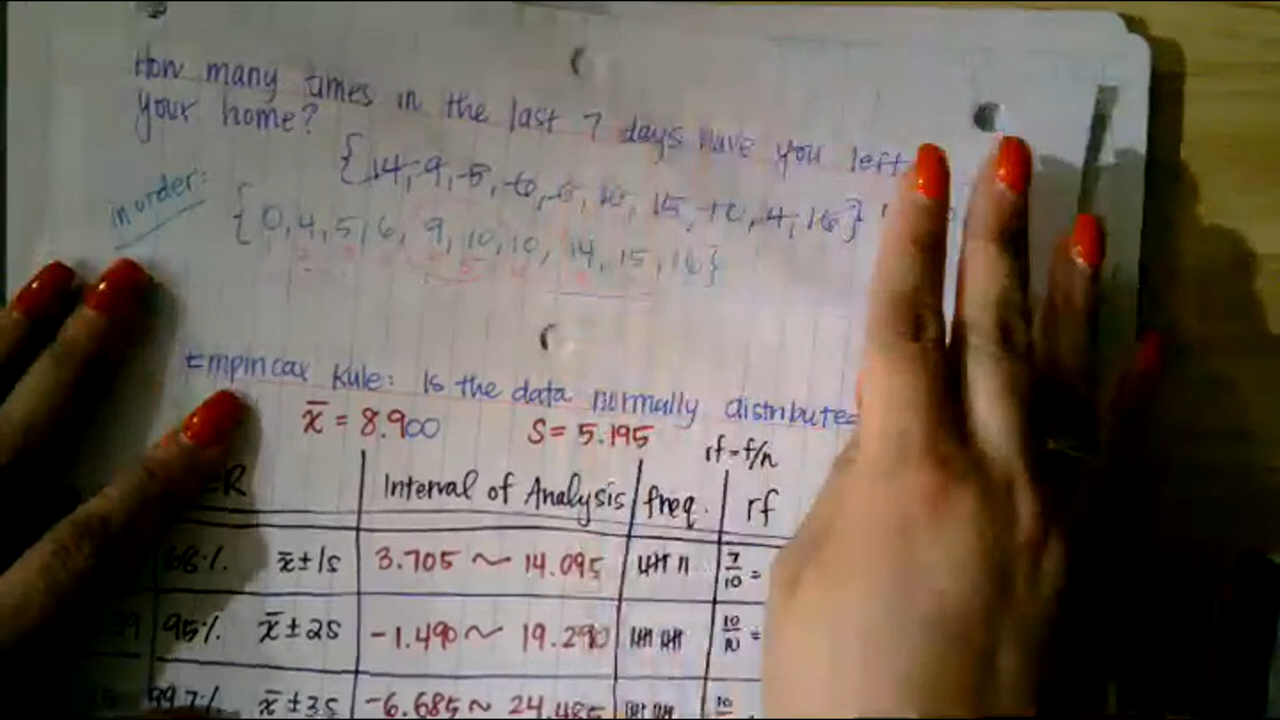 How many times in the last 7 days have you left
your home?
{14, 9, 5, 6, 0, 10, 15, 10, 4, 16}
in order:
{0, 4, 5, 6, 9, 10, 10, 14, 15, 16}
Empirical Rule: Is the data normally distributed
x̄ = 8.900 S = 5.195 rf = f/n
ER Interval of Analysis freq. rf
68% x̄±1s 3.705 ~ 14.095 𝍸 || 7/10 =
95% x̄±2s -1.490 ~ 19.290 𝍸 𝍸 10/10 =
99.7% x̄±3s -6.685 ~ 24.485 𝍸 𝍸 10